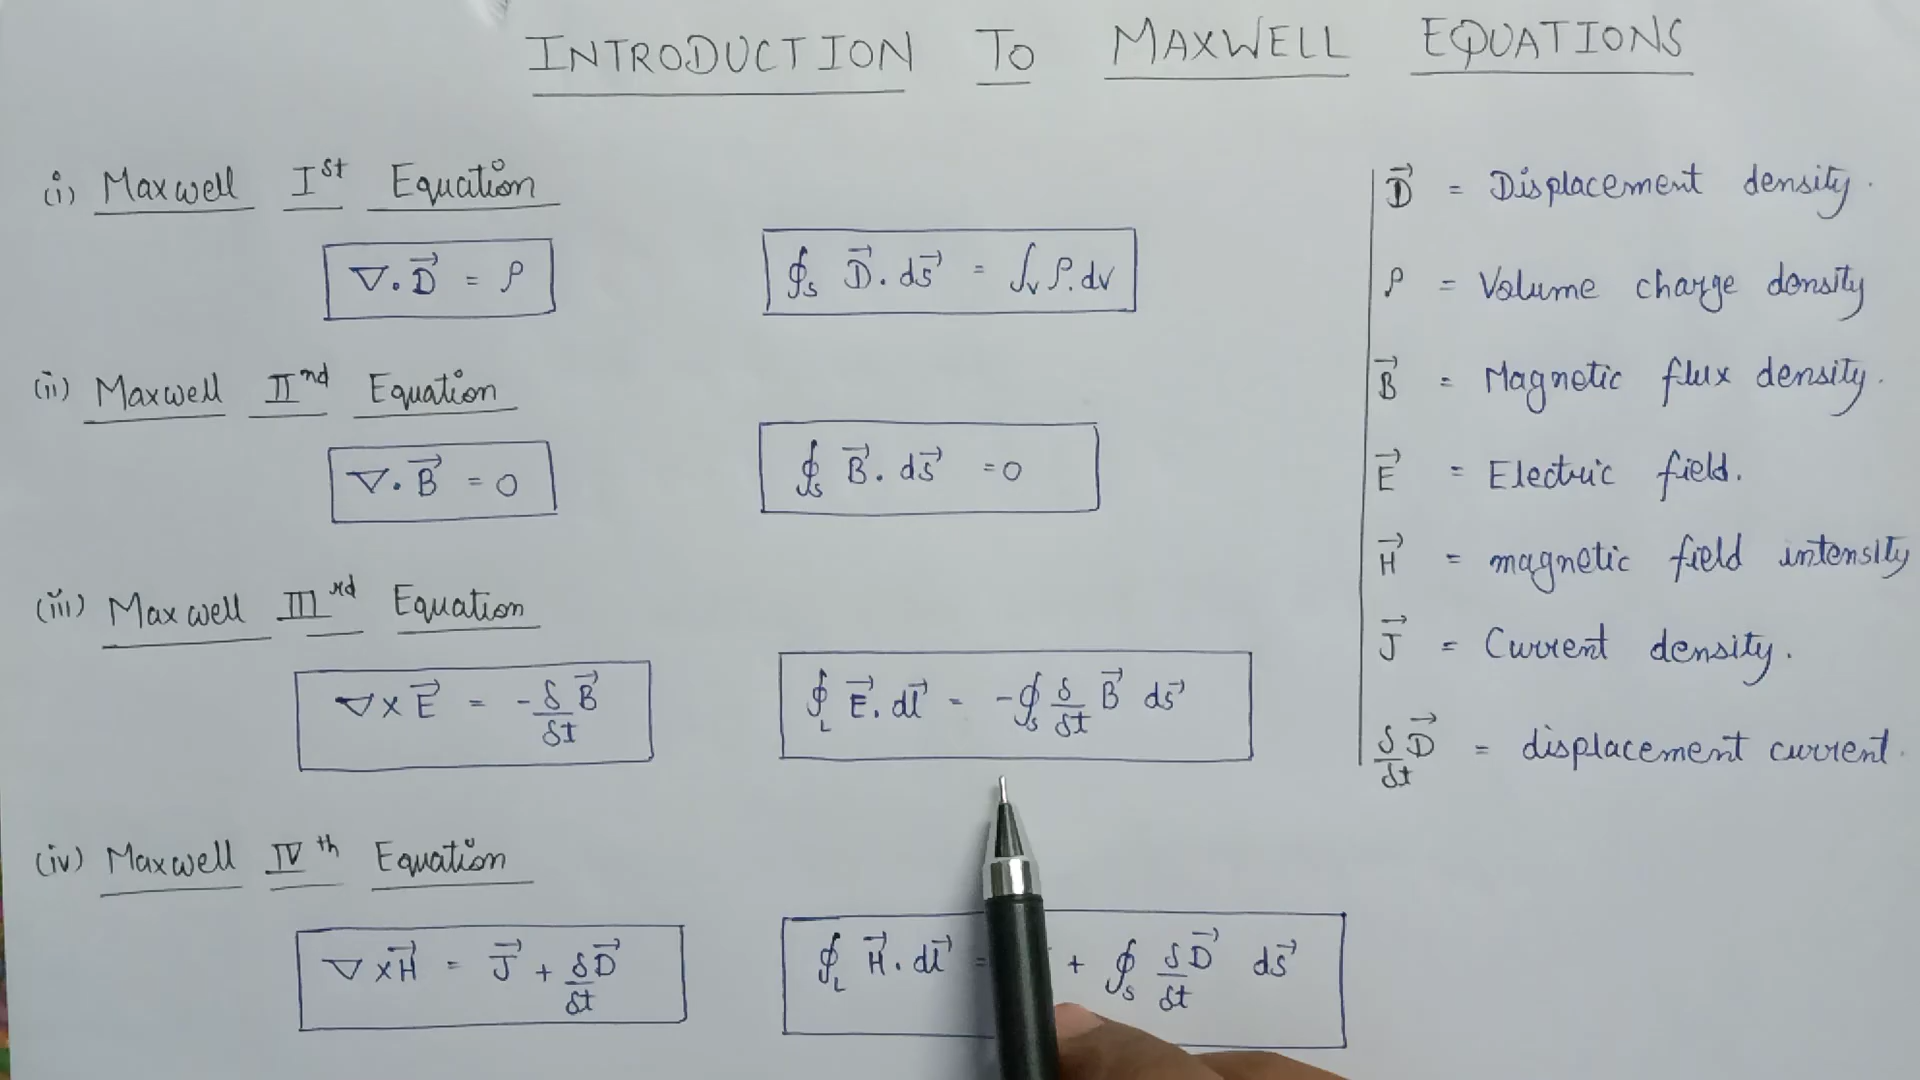 INTRODUCTION TO MAXWELL EQUATIONS
(i) Maxwell Ist Equation
∇.D⃗ = ρ
∮s D⃗.ds⃗ = ∫v ρ.dv
(ii) Maxwell IInd Equation
∇.B⃗ = 0
∮s B⃗.ds⃗ = 0
(iii) Maxwell IIIrd Equation
∇×E⃗ = -δ/δt B⃗
∮L E⃗.dl⃗ = -∮s δ/δt B⃗ ds⃗
(iv) Maxwell IVth Equation
∇×H⃗ = J⃗ + δD⃗/δt
∮L H⃗.dl⃗ = + ∮s δD⃗/δt ds⃗
D⃗ = Displacement density.
ρ = Volume charge density
B⃗ = Magnetic flux density.
E⃗ = Electric field.
H⃗ = magnetic field intensity
J⃗ = Current density.
δ/δt D⃗ = displacement current.